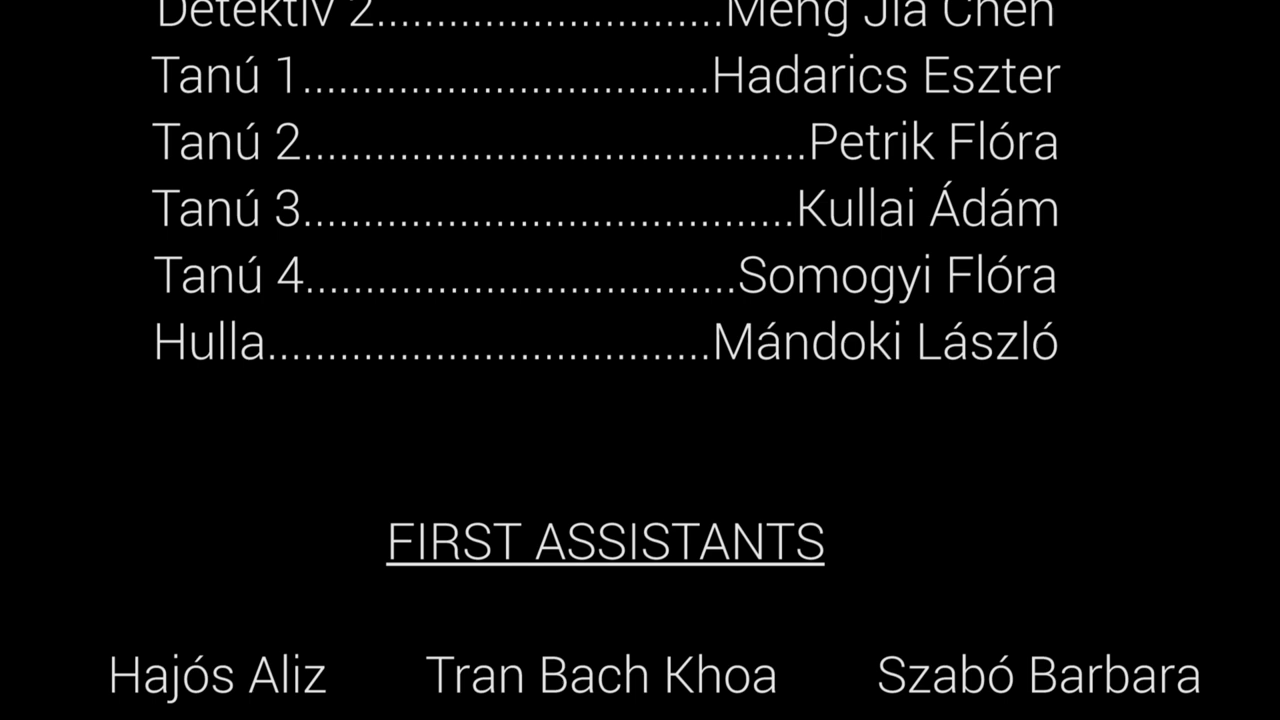 Detektív 2.............................Meng Jia Chen
Tanú 1..................................Hadarics Eszter
Tanú 2..........................................Petrik Flóra
Tanú 3.........................................Kullai Ádám
Tanú 4....................................Somogyi Flóra
Hulla.....................................Mándoki László
FIRST ASSISTANTS
Hajós Aliz Tran Bach Khoa Szabó Barbara